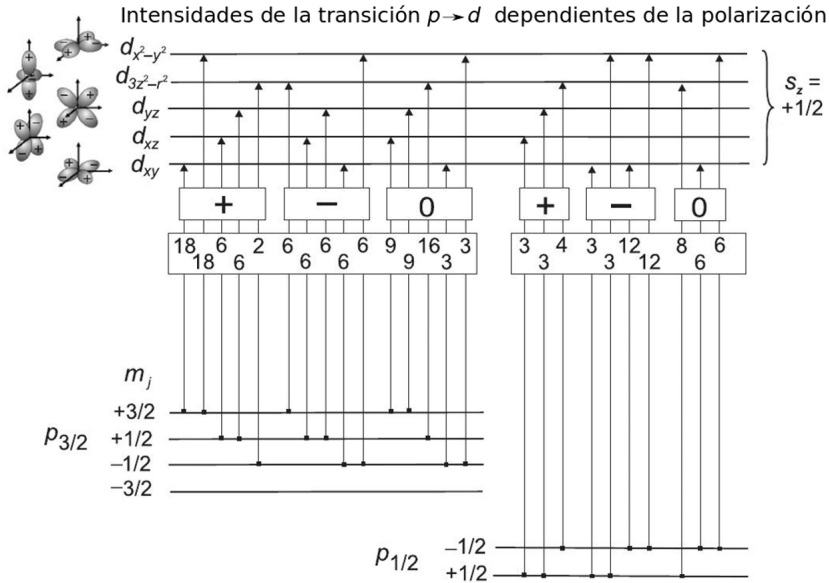 Intensidades de la transición p→d dependientes de la polarización
d_{x²−y²}
d_{3z²−r²}
d_{yz}
d_{xz}
d_{xy}
s_z =
+1/2
+ − 0 + − 0
18 6 2 6 6 6 9 16 3 3 4 3 12 8 6
18 6 6 6 9 3 3 3 12 6
m_j
+3/2
p_{3/2} +1/2
−1/2
−3/2
p_{1/2} −1/2
+1/2